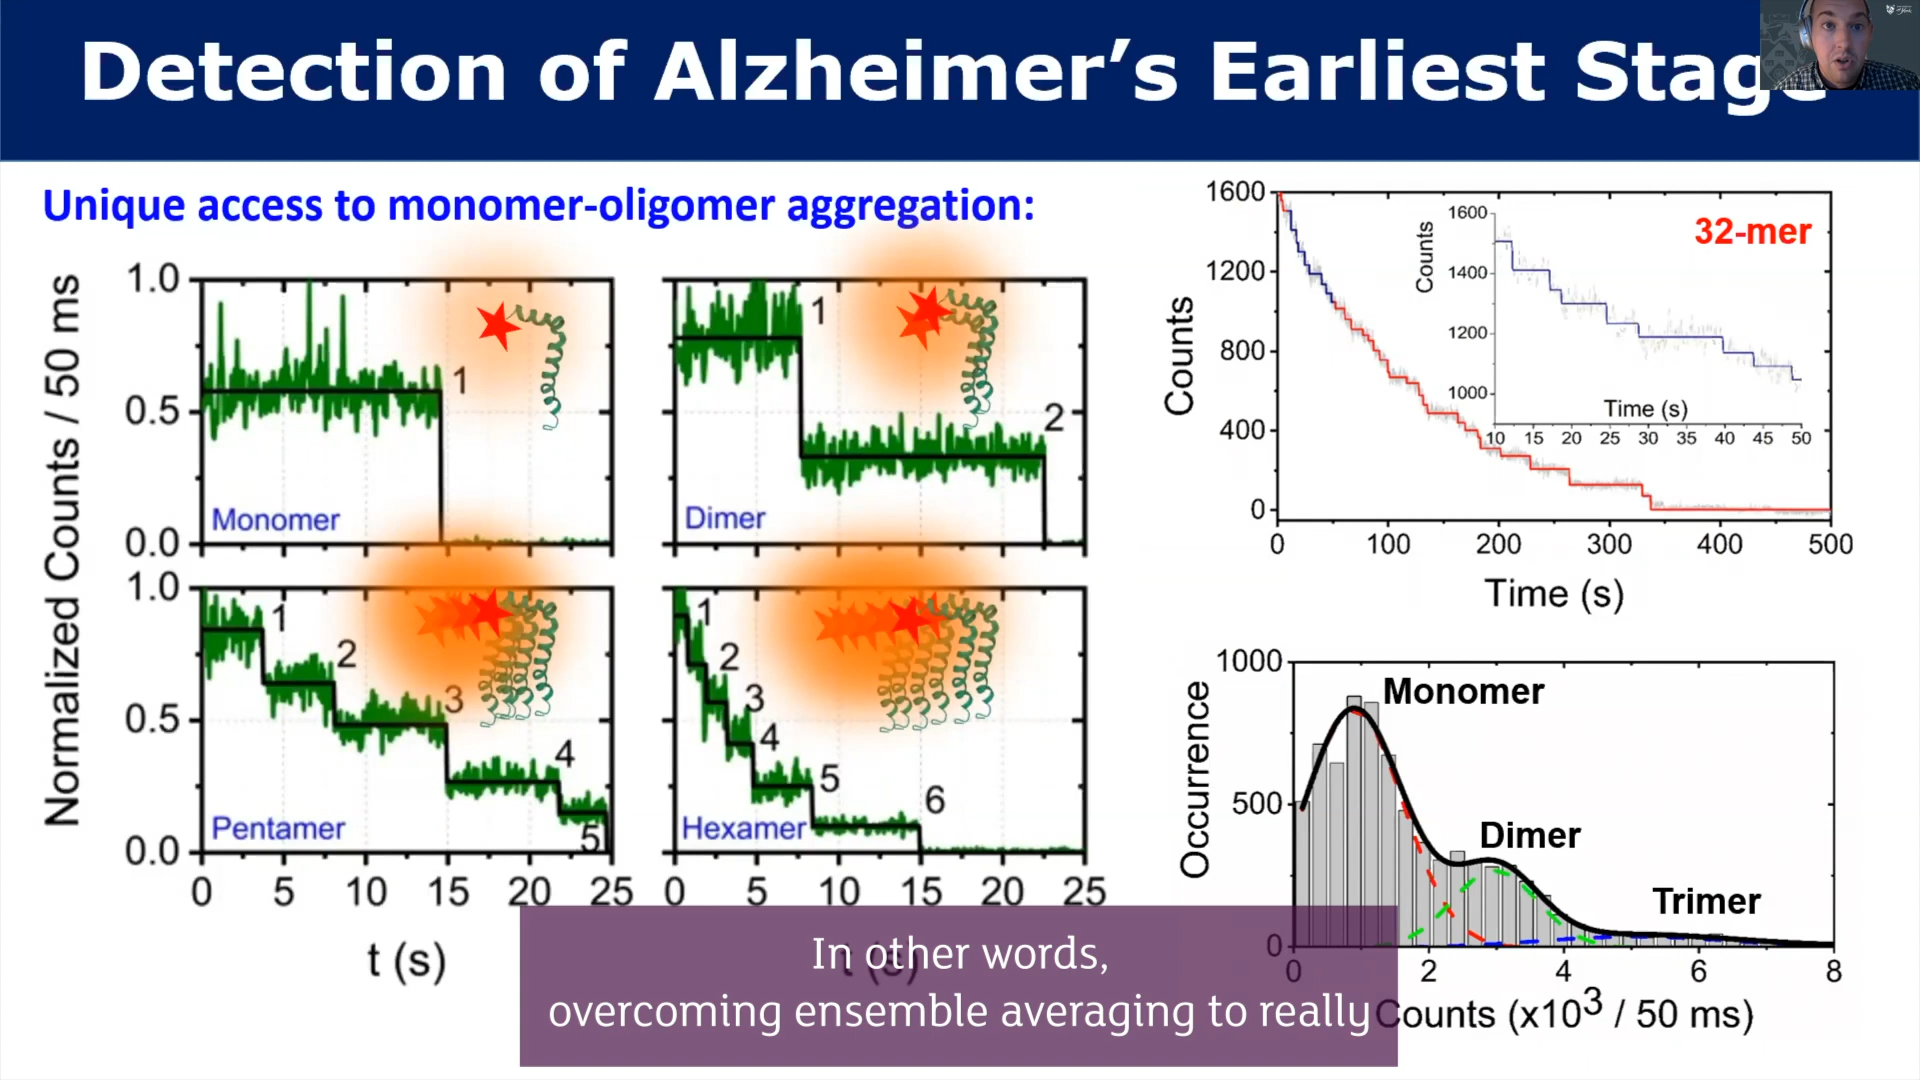 Detection of Alzheimer’s Earliest Stage
Unique access to monomer-oligomer aggregation:
Normalized Counts / 50 ms
1.0
0.5
0.0
1
Monomer
1
2
Dimer
1.0
0.5
0.0
1
2
3
4
5
Pentamer
1
2
3
4
5
6
Hexamer
0 5 10 15 20 25
0 5 10 15 20 25
t (s)
t (s)
Counts
1600
1200
800
400
0
0 100 200 300 400 500
Time (s)
32-mer
Counts
1600
1400
1200
1000
Time (s)
10 15 20 25 30 35 40 45 50
Occurrence
1000
500
0
Monomer
Dimer
Trimer
0 2 4 6 8
Counts (x10³ / 50 ms)
In other words,
overcoming ensemble averaging to really